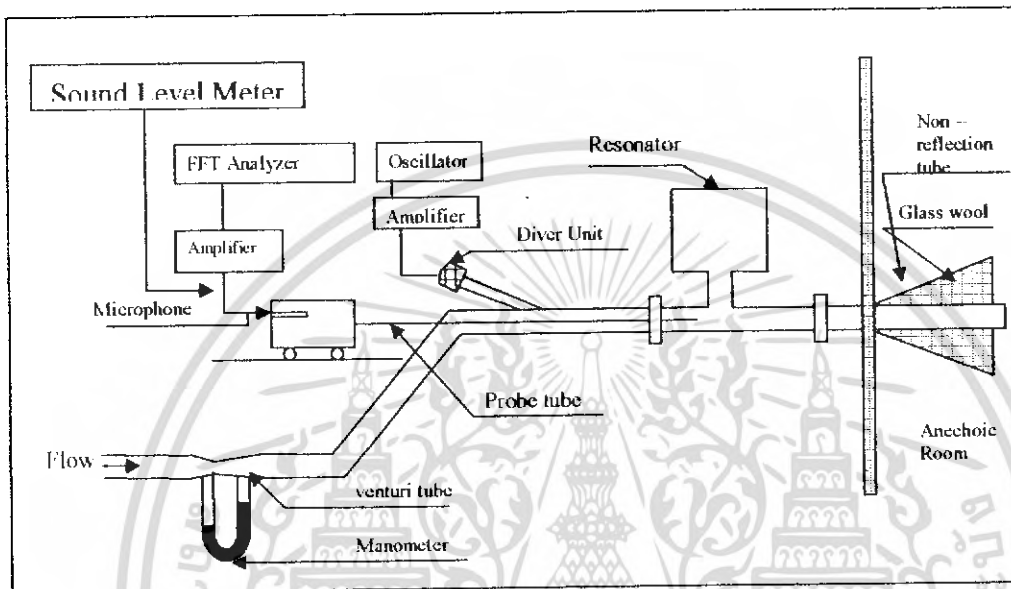 Sound Level Meter
FFT Analyzer
Oscillator
Resonator
Non –
reflection
tube
Amplifier
Glass wool
Amplifier
Diver Unit
Microphone
Probe tube
Flow
venturi tube
Anechoic
Room
Manometer